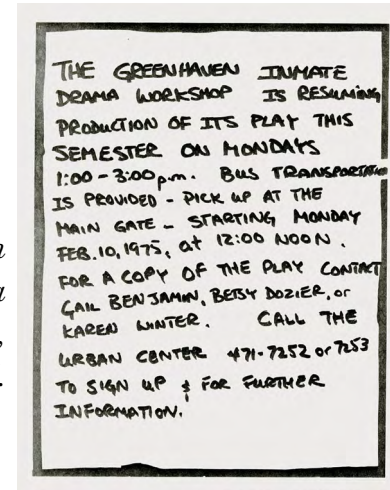 THE GREENHAVEN INMATE
DRAMA WORKSHOP IS RESUMING
PRODUCTION OF ITS PLAY THIS
SEMESTER ON MONDAYS
1:00 - 3:00 p.m. BUS TRANSPORTATION
IS PROVIDED - PICK UP AT THE
MAIN GATE - STARTING MONDAY
FEB. 10, 1975, at 12:00 NOON.
FOR A COPY OF THE PLAY CONTACT
GAIL BENJAMIN, BETSY DOZIER, or
KAREN WINTER. CALL THE
URBAN CENTER 471-7252 or 7253
TO SIGN UP & FOR FURTHER
INFORMATION.